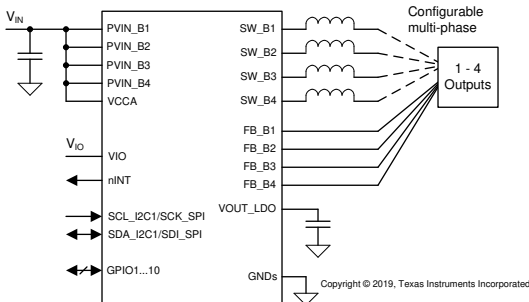 VIN
PVIN_B1
PVIN_B2
PVIN_B3
PVIN_B4
VCCA
VIO
VIO
nINT
SCL_I2C1/SCK_SPI
SDA_I2C1/SDI_SPI
GPIO1...10
SW_B1
SW_B2
SW_B3
SW_B4
FB_B1
FB_B2
FB_B3
FB_B4
VOUT_LDO
GNDs
Configurable
multi-phase
1 - 4
Outputs
Copyright © 2019, Texas Instruments Incorporated